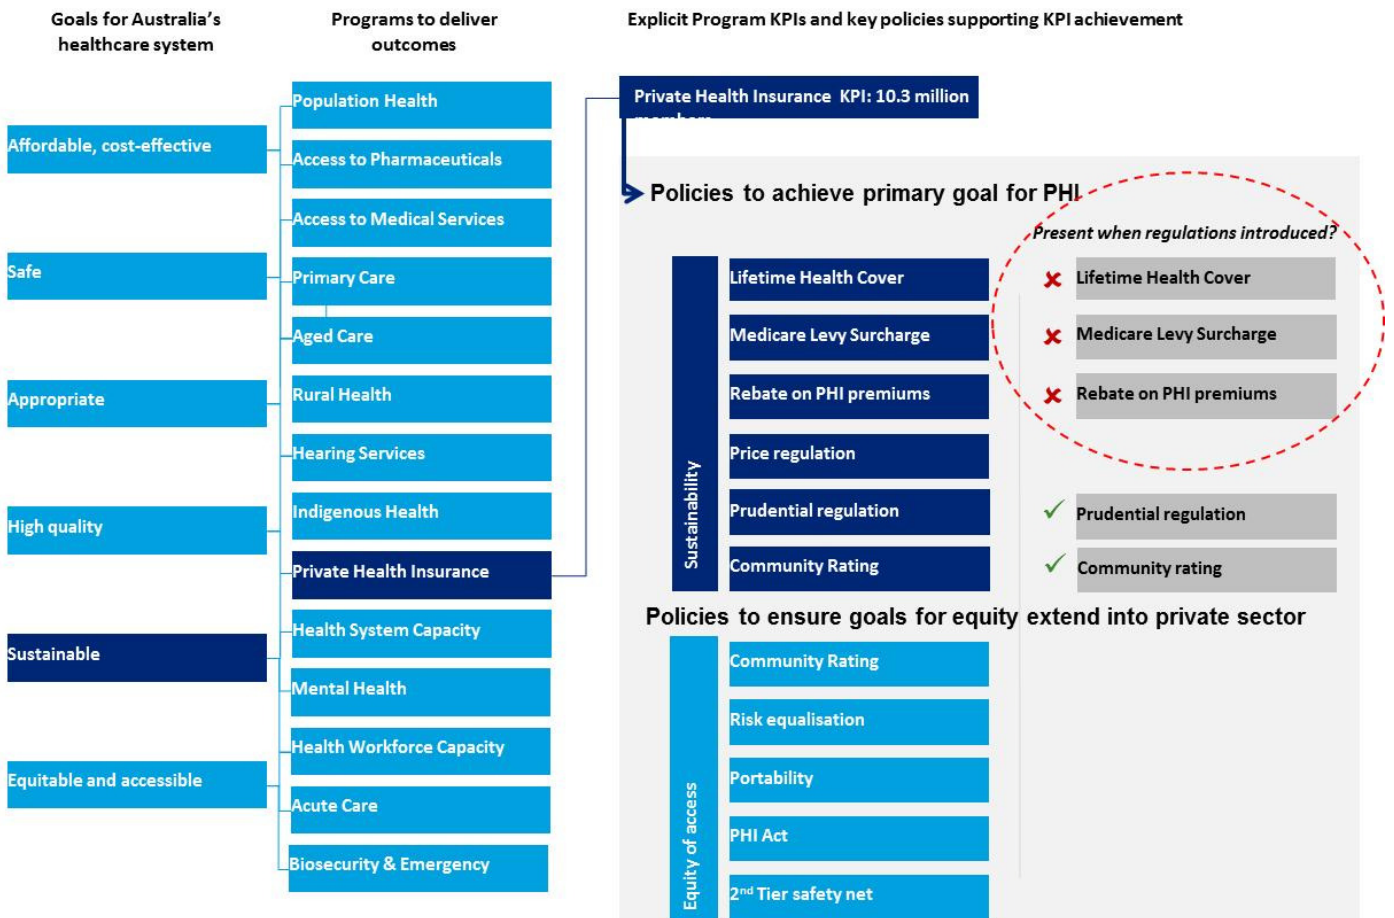 Goals for Australia's
healthcare system
Programs to deliver
outcomes
Explicit Program KPIs and key policies supporting KPI achievement
Affordable, cost-effective
Safe
Appropriate
High quality
Sustainable
Equitable and accessible
Population Health
Access to Pharmaceuticals
Access to Medical Services
Primary Care
Aged Care
Rural Health
Hearing Services
Indigenous Health
Private Health Insurance
Health System Capacity
Mental Health
Health Workforce Capacity
Acute Care
Biosecurity & Emergency
Private Health Insurance KPI: 10.3 million
members
Policies to achieve primary goal for PHI
Present when regulations introduced?
Sustainability
Lifetime Health Cover
Medicare Levy Surcharge
Rebate on PHI premiums
Price regulation
Prudential regulation
Community Rating
✘ Lifetime Health Cover
✘ Medicare Levy Surcharge
✘ Rebate on PHI premiums
✓ Prudential regulation
✓ Community rating
Policies to ensure goals for equity extend into private sector
Equity of access
Community Rating
Risk equalisation
Portability
PHI Act
2nd Tier safety net